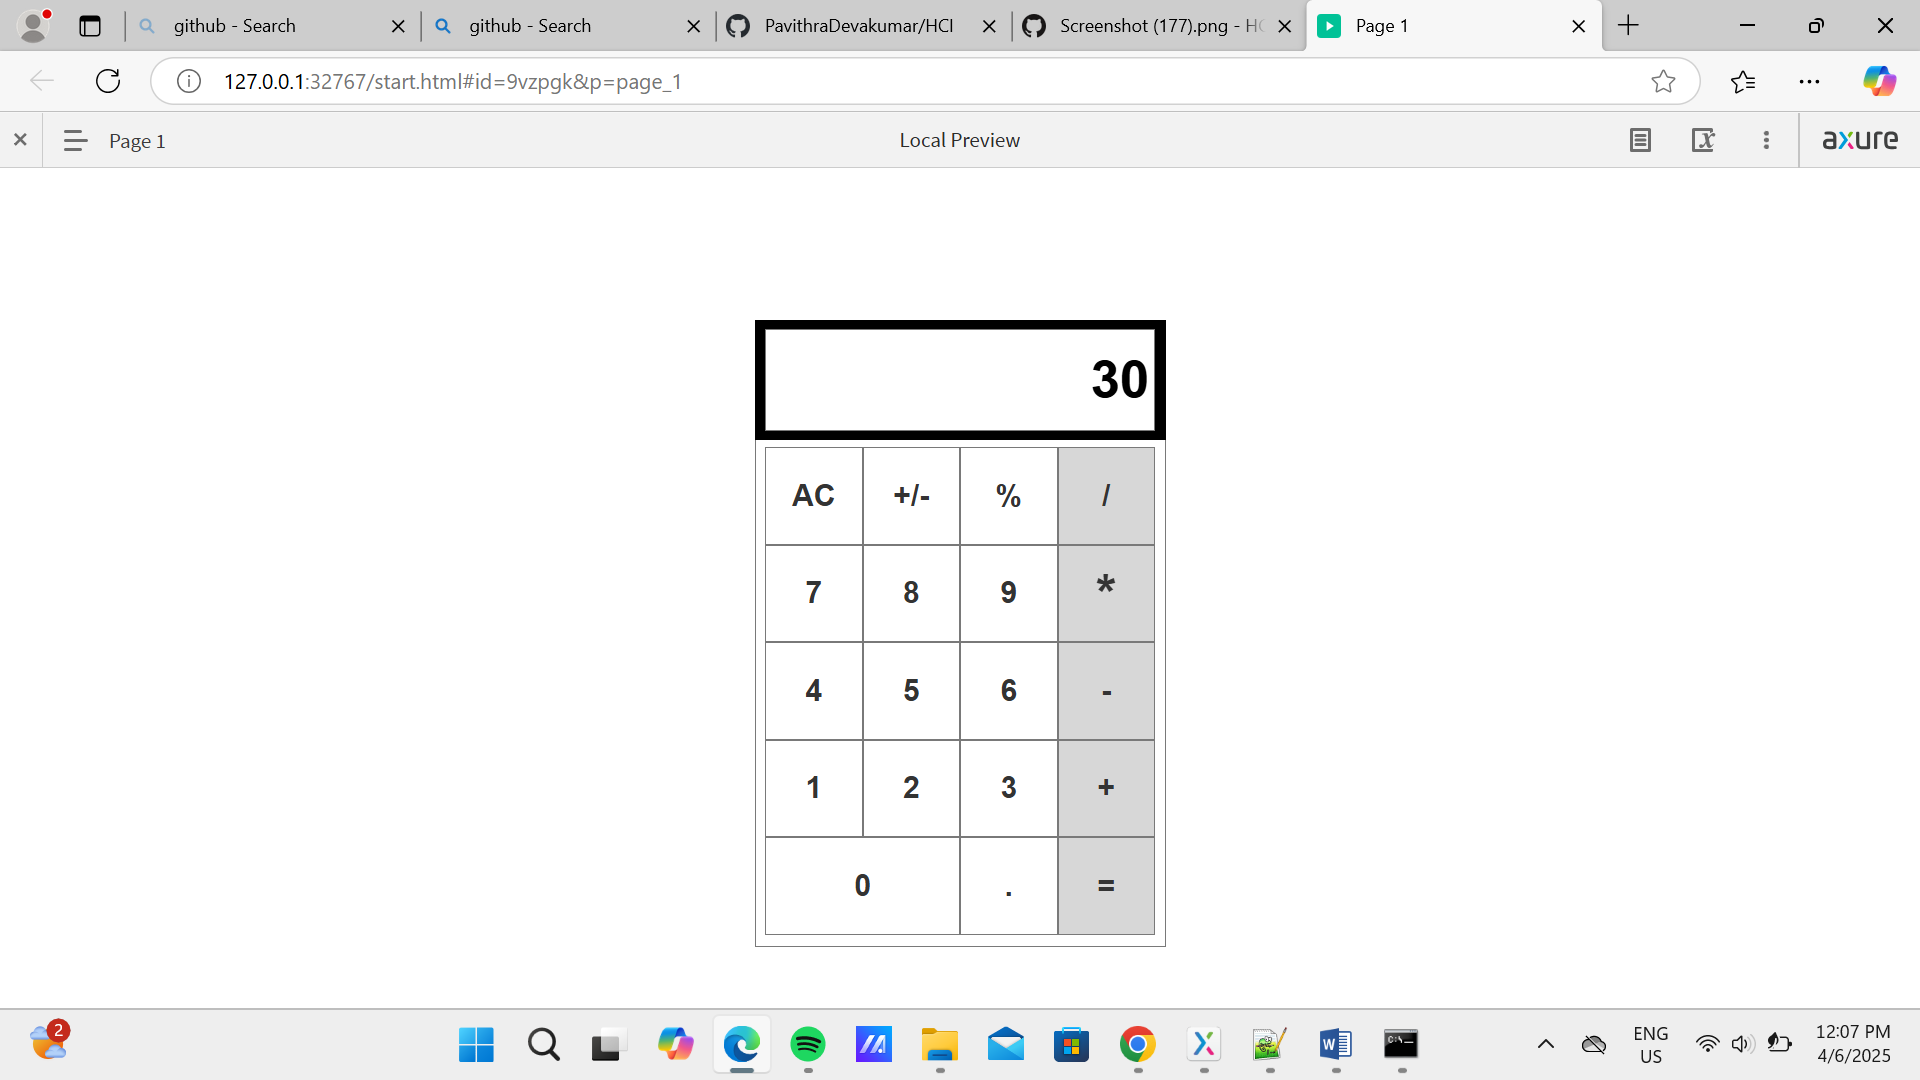 github - Search
github - Search
PavithraDevakumar/HCI
Screenshot (177).png - HC
Page 1
127.0.0.1:32767/start.html#id=9vzpgk&p=page_1
Page 1
Local Preview
axure
30
AC +/- % /
7 8 9 *
4 5 6 -
1 2 3 +
0 . =
2
ENG
US
12:07 PM
4/6/2025